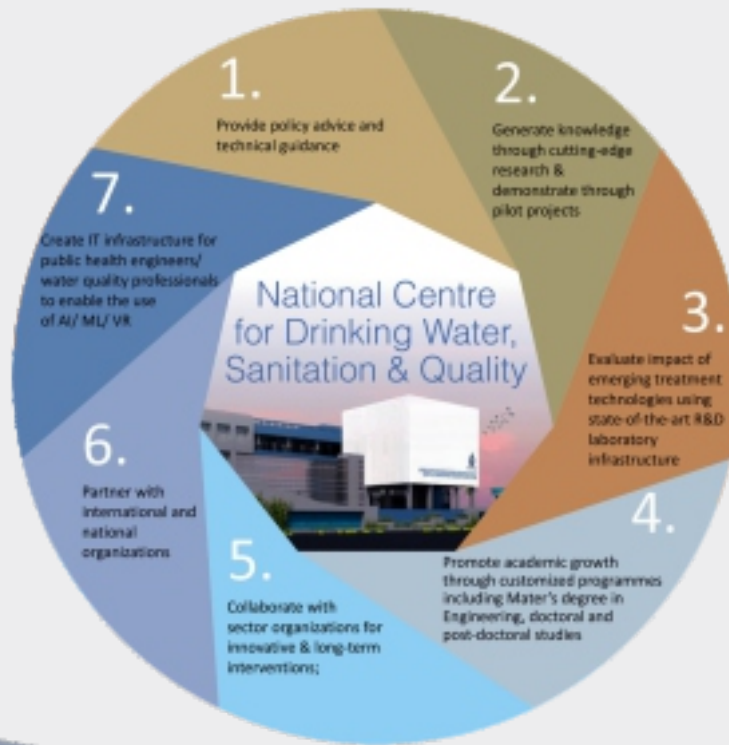 1.
Provide policy advice and
technical guidance
2.
Generate knowledge
through cutting-edge
research &
demonstrate through
pilot projects
3.
Evaluate impact of
emerging treatment
technologies using
state-of-the-art R&D
laboratory
infrastructure
4.
Promote academic growth
through customized programmes
including Mater's degree in
Engineering, doctoral and
post-doctoral studies
5.
Collaborate with
sector organizations for
innovative & long-term
interventions;
6.
Partner with
international and
national
organizations
7.
Create IT infrastructure for
public health engineers/
water quality professionals
to enable the use
of AI/ ML/ VR
National Centre
for Drinking Water,
Sanitation & Quality